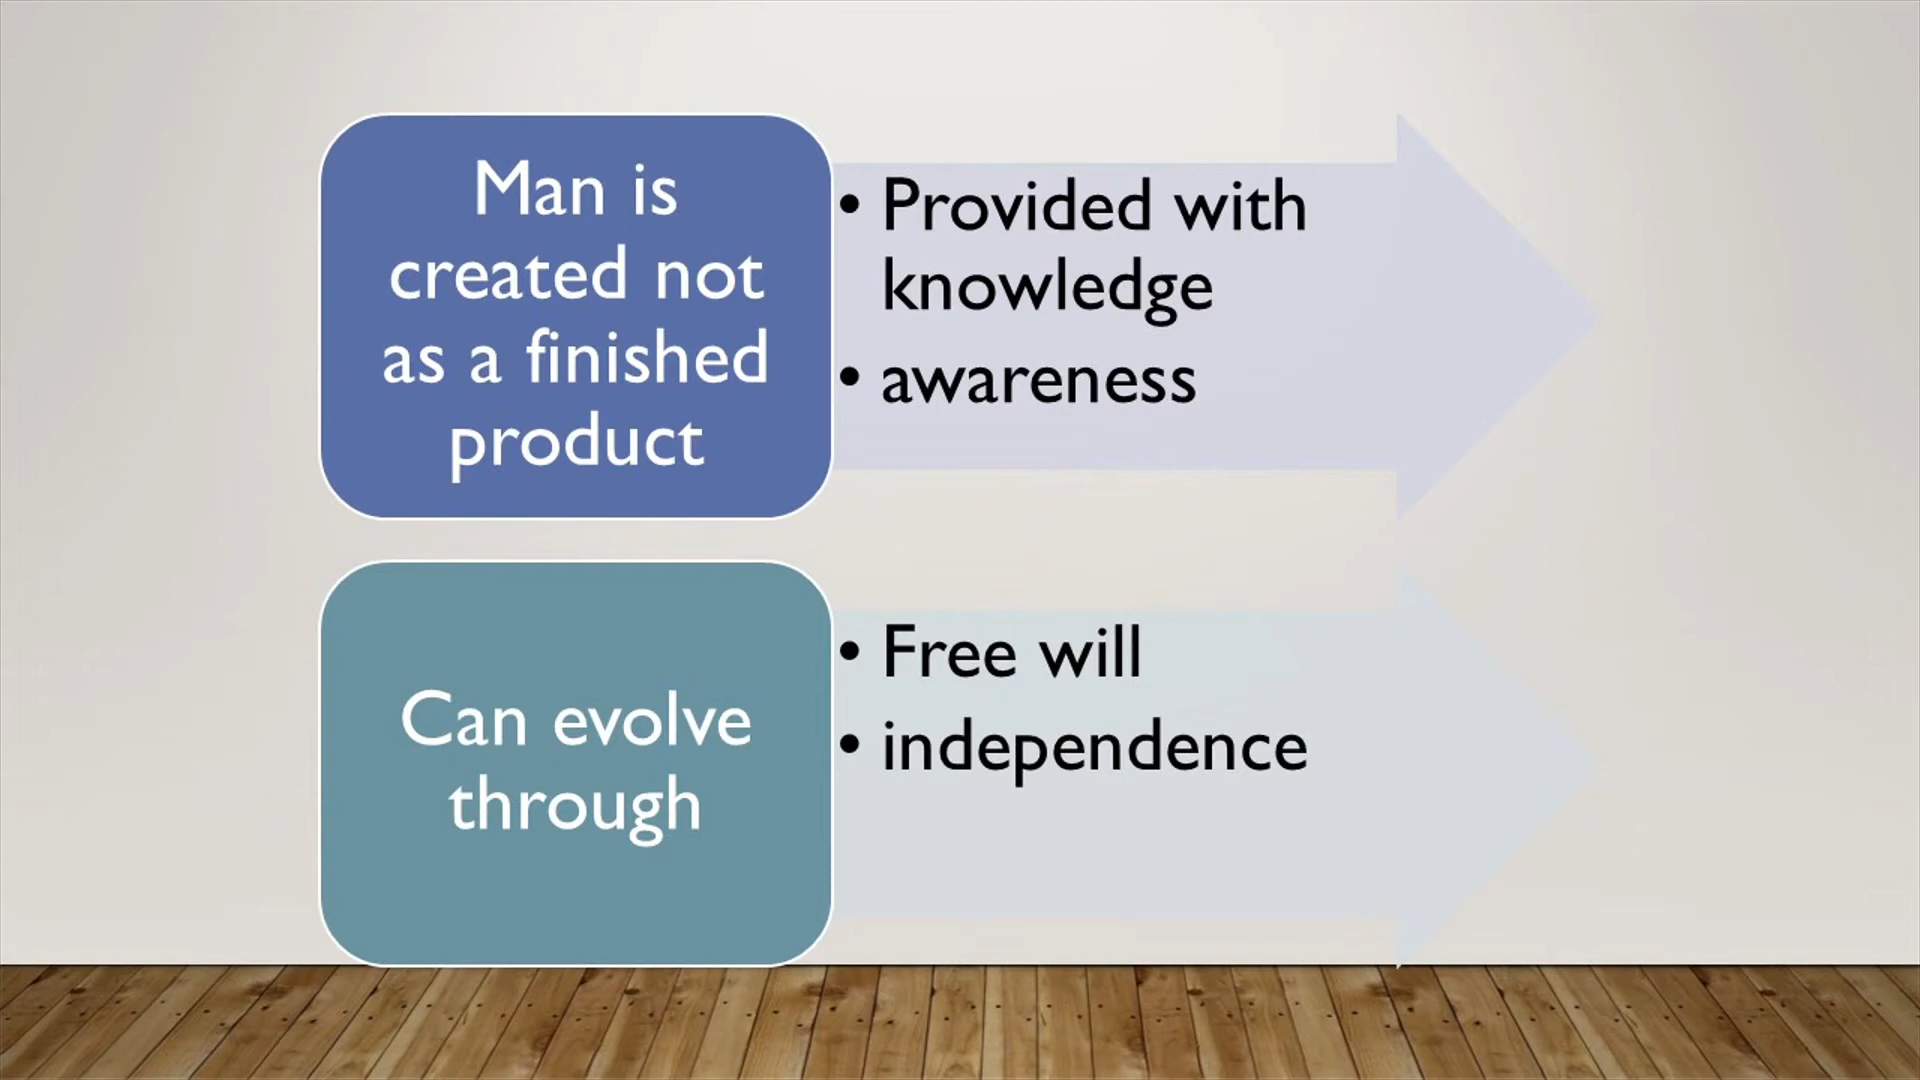 Man is
created not
as a finished
product
• Provided with
knowledge
• awareness
Can evolve
through
• Free will
• independence